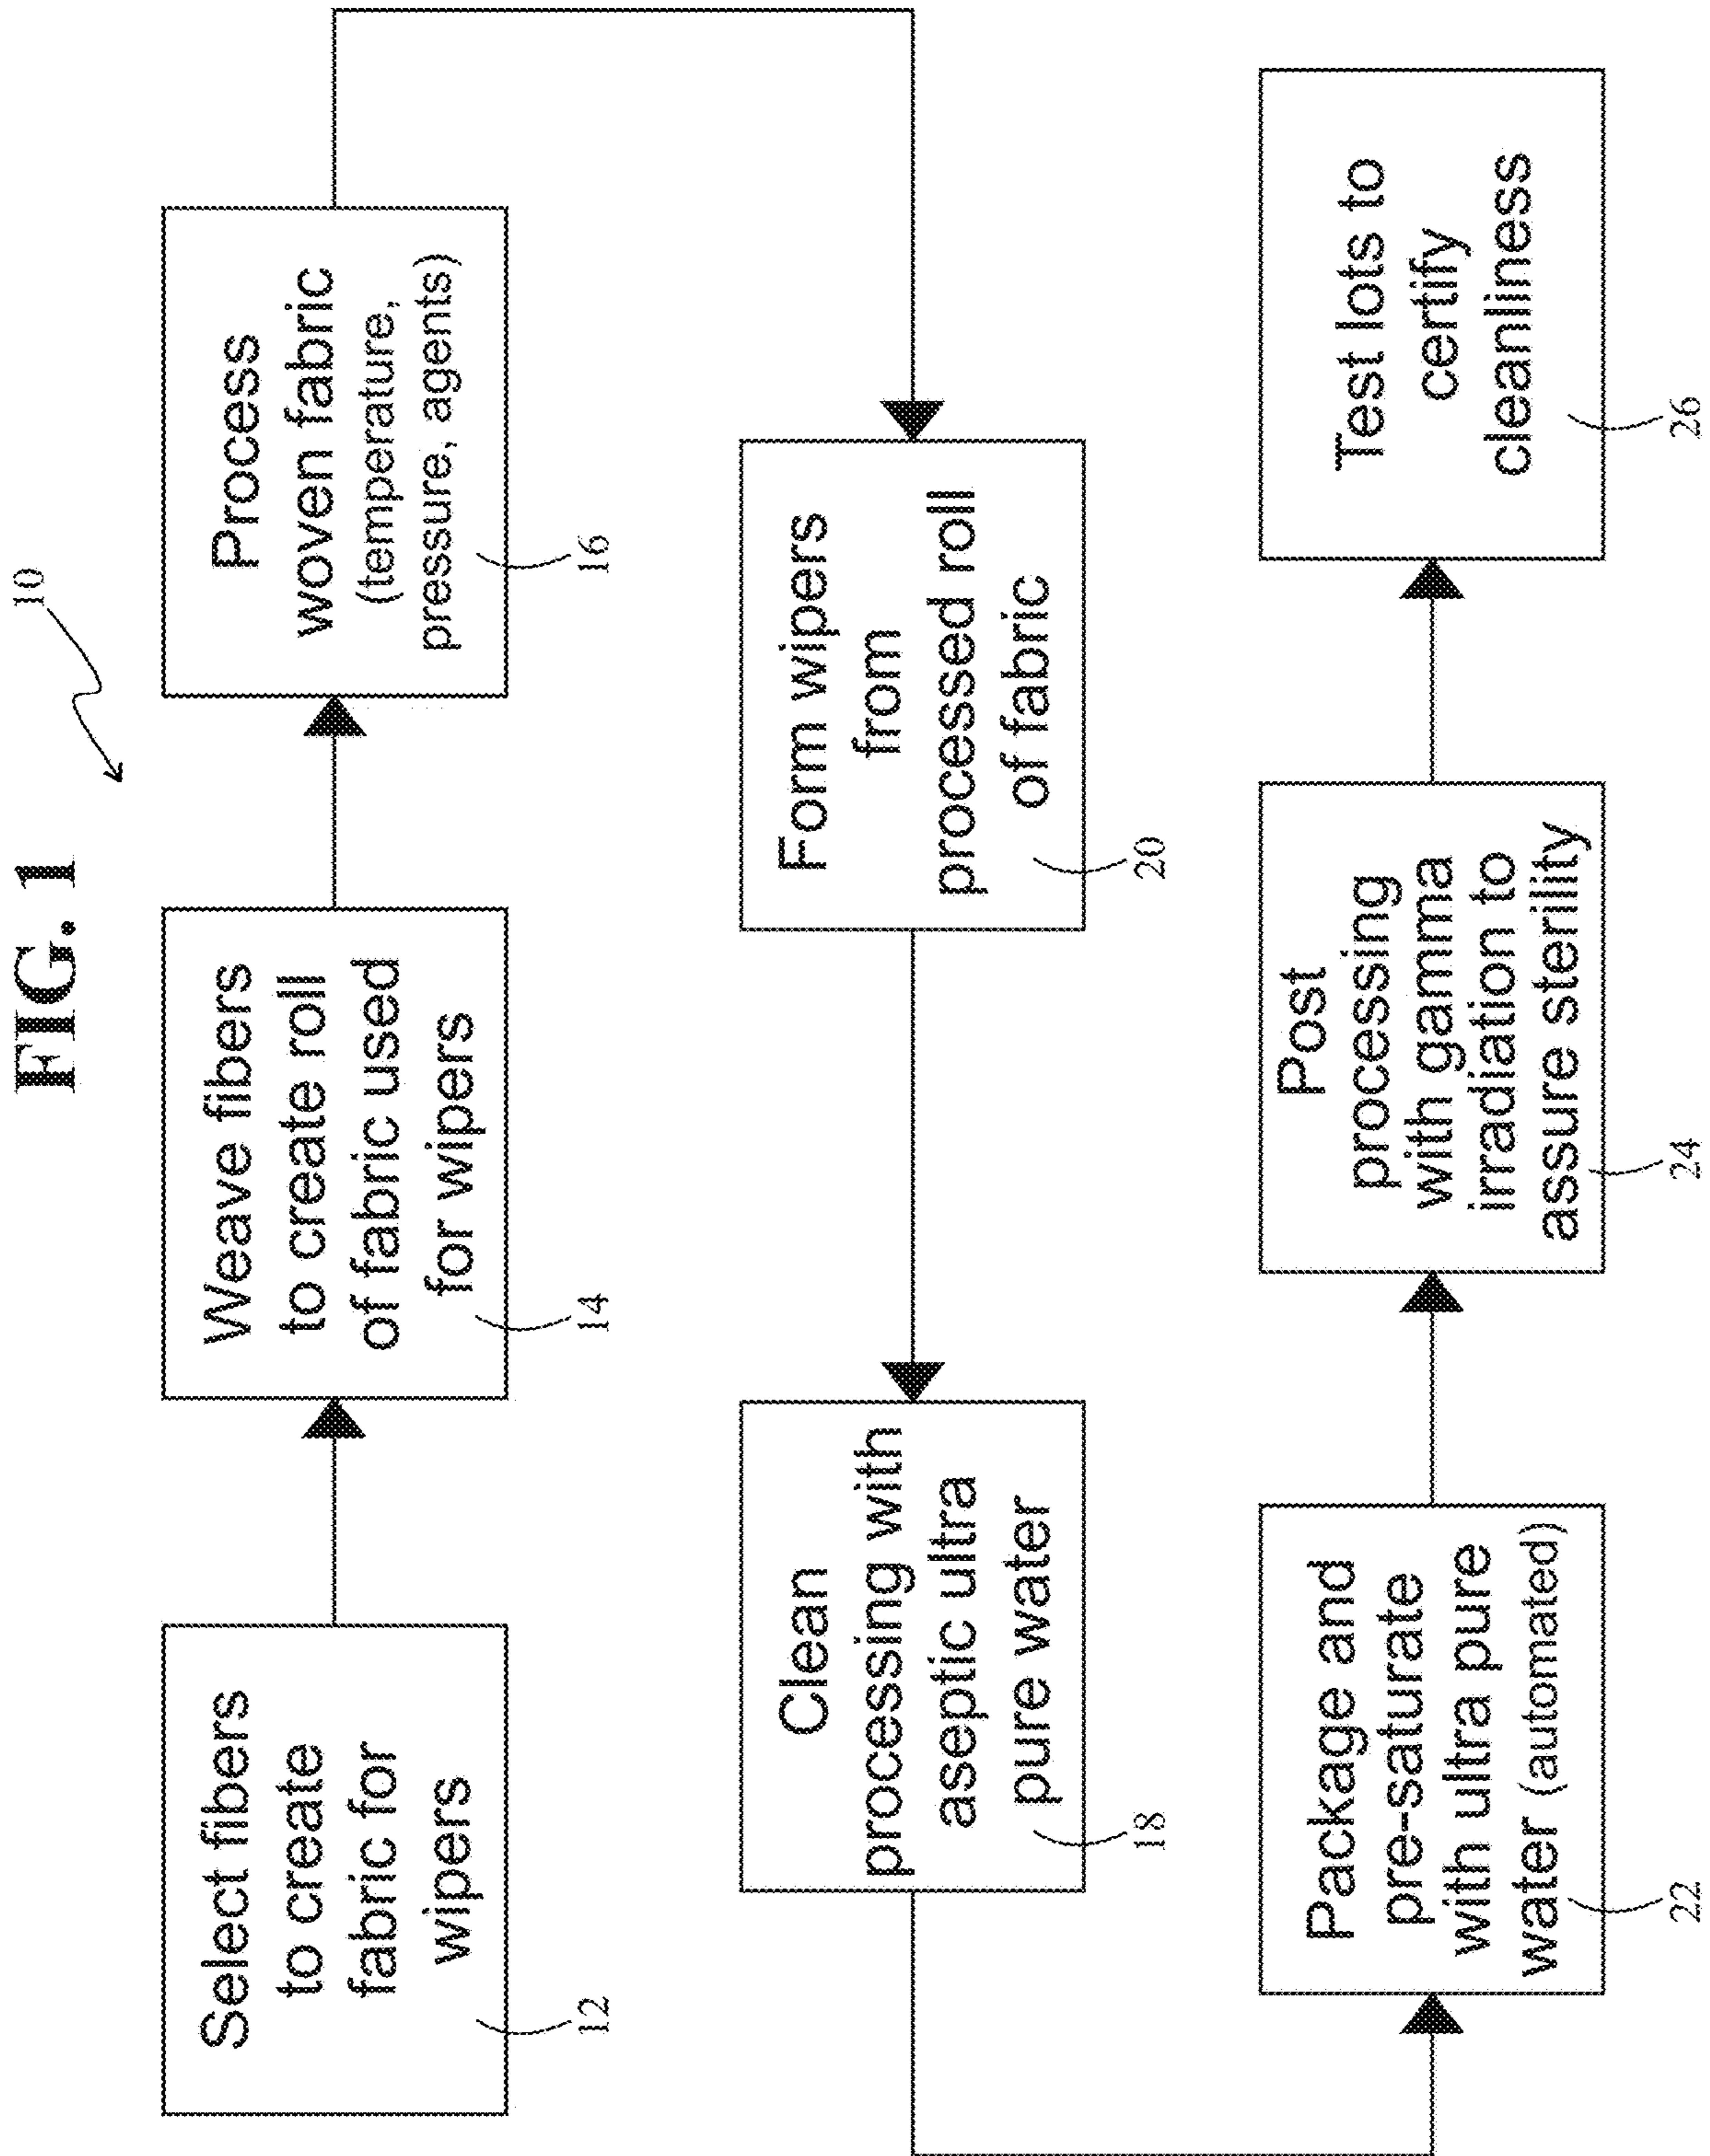 FIG. 1
10
Select fibers
to create
fabric for
wipers
12
Weave fibers
to create roll
of fabric used
for wipers
14
Process
woven fabric
(temperature,
pressure, agents)
16
Form wipers
from
processed roll
of fabric
20
Clean
processing with
aseptic ultra
pure water
18
Package and
pre-saturate
with ultra pure
water (automated)
22
Post
processing
with gamma
irradiation to
assure sterility
24
Test lots to
certify
cleanliness
26